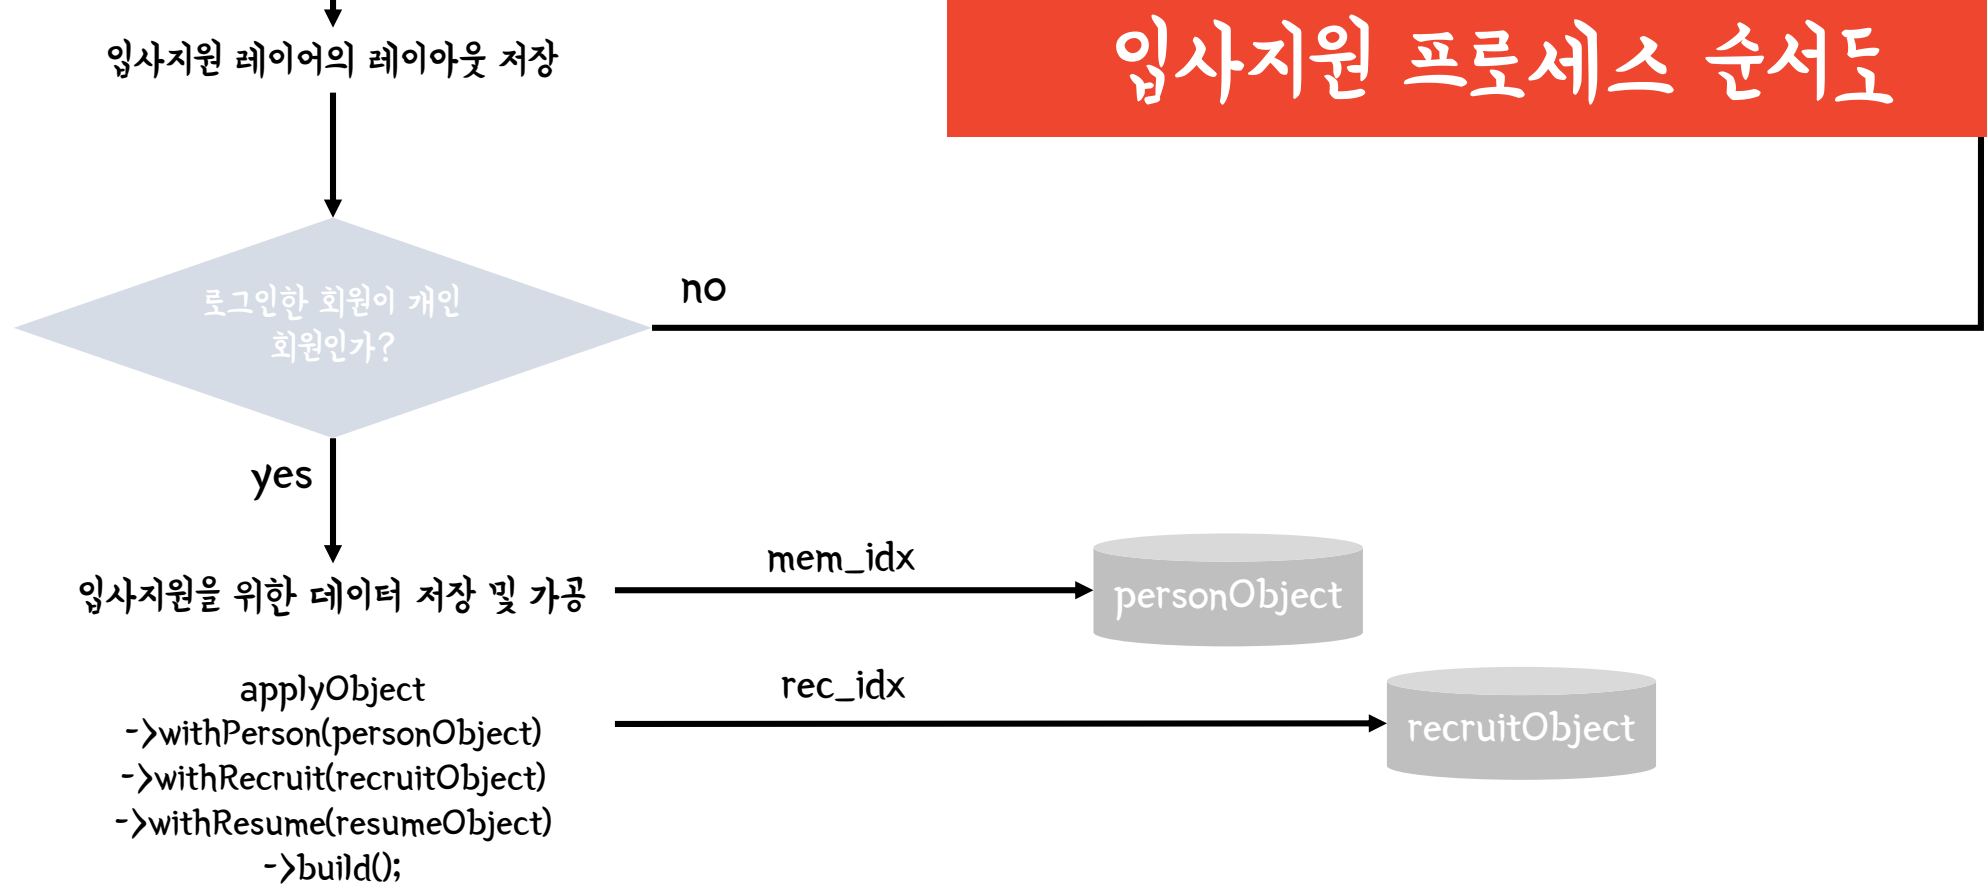 입사지원 프로세스 순서도
입사지원 레이어의 레이아웃 저장
로그인한 회원이 개인
회원인가?
no
yes
입사지원을 위한 데이터 저장 및 가공
mem_idx
personObject
rec_idx
recruitObject
applyObject
->withPerson(personObject)
->withRecruit(recruitObject)
->withResume(resumeObject)
->build();